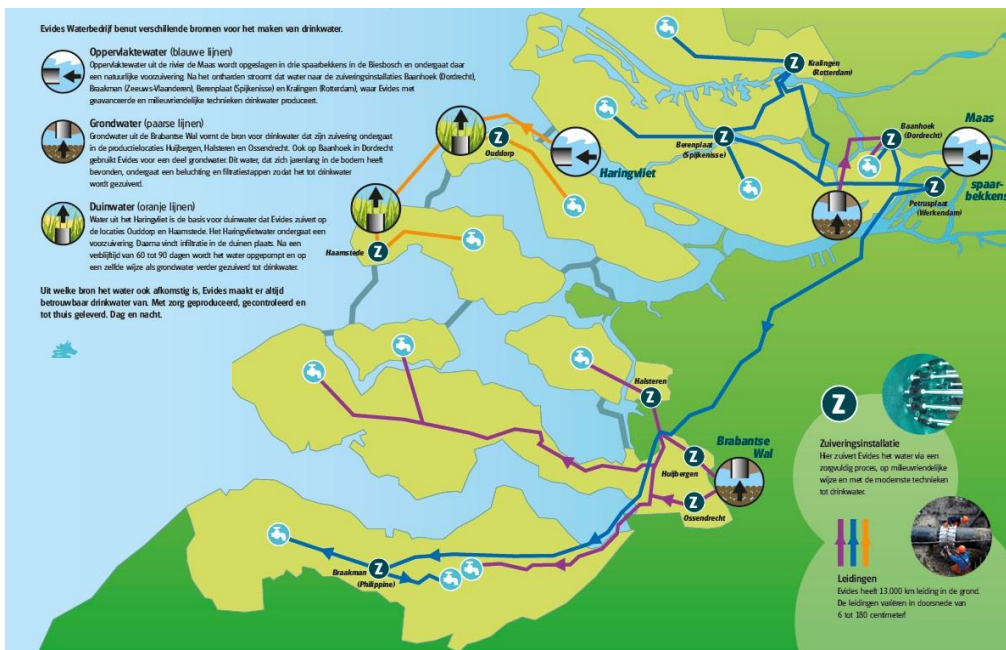 Evides Waterbedrijf benut verschillende bronnen voor het maken van drinkwater.
Oppervlaktewater (blauwe lijnen)
Oppervlaktewater uit de rivier de Maas wordt opgeslagen in drie spaarbekkens in de Biesbosch en ondergaat daar
een natuurlijke voorzuivering. Na het ontharden stroomt dat water naar de zuiveringsinstallaties Baanhoek (Dordrecht),
Braakman (Zeeuws-Vlaanderen), Berenplaat (Spijkenisse) en Kralingen (Rotterdam), waar Evides met
geavanceerde en milieuvriendelijke technieken drinkwater produceert.
Grondwater (paarse lijnen)
Grondwater uit de Brabantse Wal vormt de bron voor drinkwater dat zijn zuivering ondergaat
in de productielocaties Huijbergen, Halsteren en Ossendrecht. Ook op Baanhoek in Dordrecht
gebruikt Evides voor een deel grondwater. Dit water, dat zich jarenlang in de bodem heeft
bevonden, ondergaat een beluchting en filtratiestappen zodat het tot drinkwater
wordt gezuiverd.
Duinwater (oranje lijnen)
Water uit het Haringvliet is de basis voor duinwater dat Evides zuivert op
de locaties Ouddorp en Haamstede. Het Haringvlietwater ondergaat een
voorzuivering. Daarna vindt infiltratie in de duinen plaats. Na een
verblijftijd van 60 tot 90 dagen wordt het water opgepompt en op
een zelfde wijze als grondwater verder gezuiverd tot drinkwater.
Uit welke bron het water ook afkomstig is, Evides maakt er altijd
betrouwbaar drinkwater van. Met zorg geproduceerd, gecontroleerd en
tot thuis geleverd. Dag en nacht.
Z
Kralingen
(Rotterdam)
Z
Ouddorp
Haringvliet
Z
Berenplaat
(Spijkenisse)
Z
Baanhoek
(Dordrecht)
Maas
spaar-
bekkens
Z
Petrusplaat
(Werkendam)
Z
Haamstede
Halsteren
Z
Brabantse
Wal
Z
Huijbergen
Z
Ossendrecht
Z
Braakman
(Philippine)
Z
Zuiveringsinstallatie
Hier zuivert Evides het water via een
zorgvuldig proces, op milieuvriendelijke
wijze en met de modernste technieken
tot drinkwater.
Leidingen
Evides heeft 13.000 km leiding in de grond.
De leidingen variëren in doorsnede van
6 tot 180 centimeter!